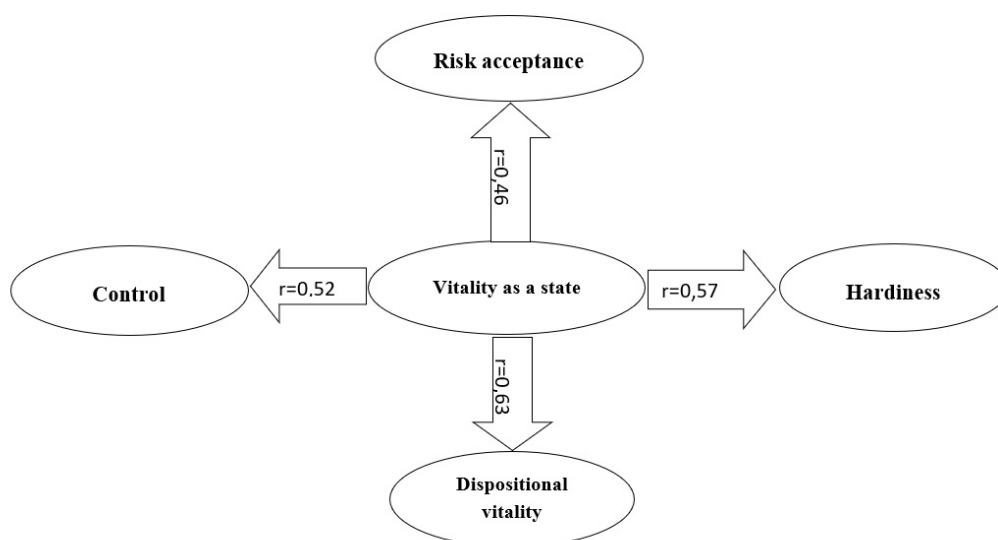 Risk acceptance
r=0,46
Control
r=0,52
Vitality as a state
r=0,57
Hardiness
r=0,63
Dispositional
vitality